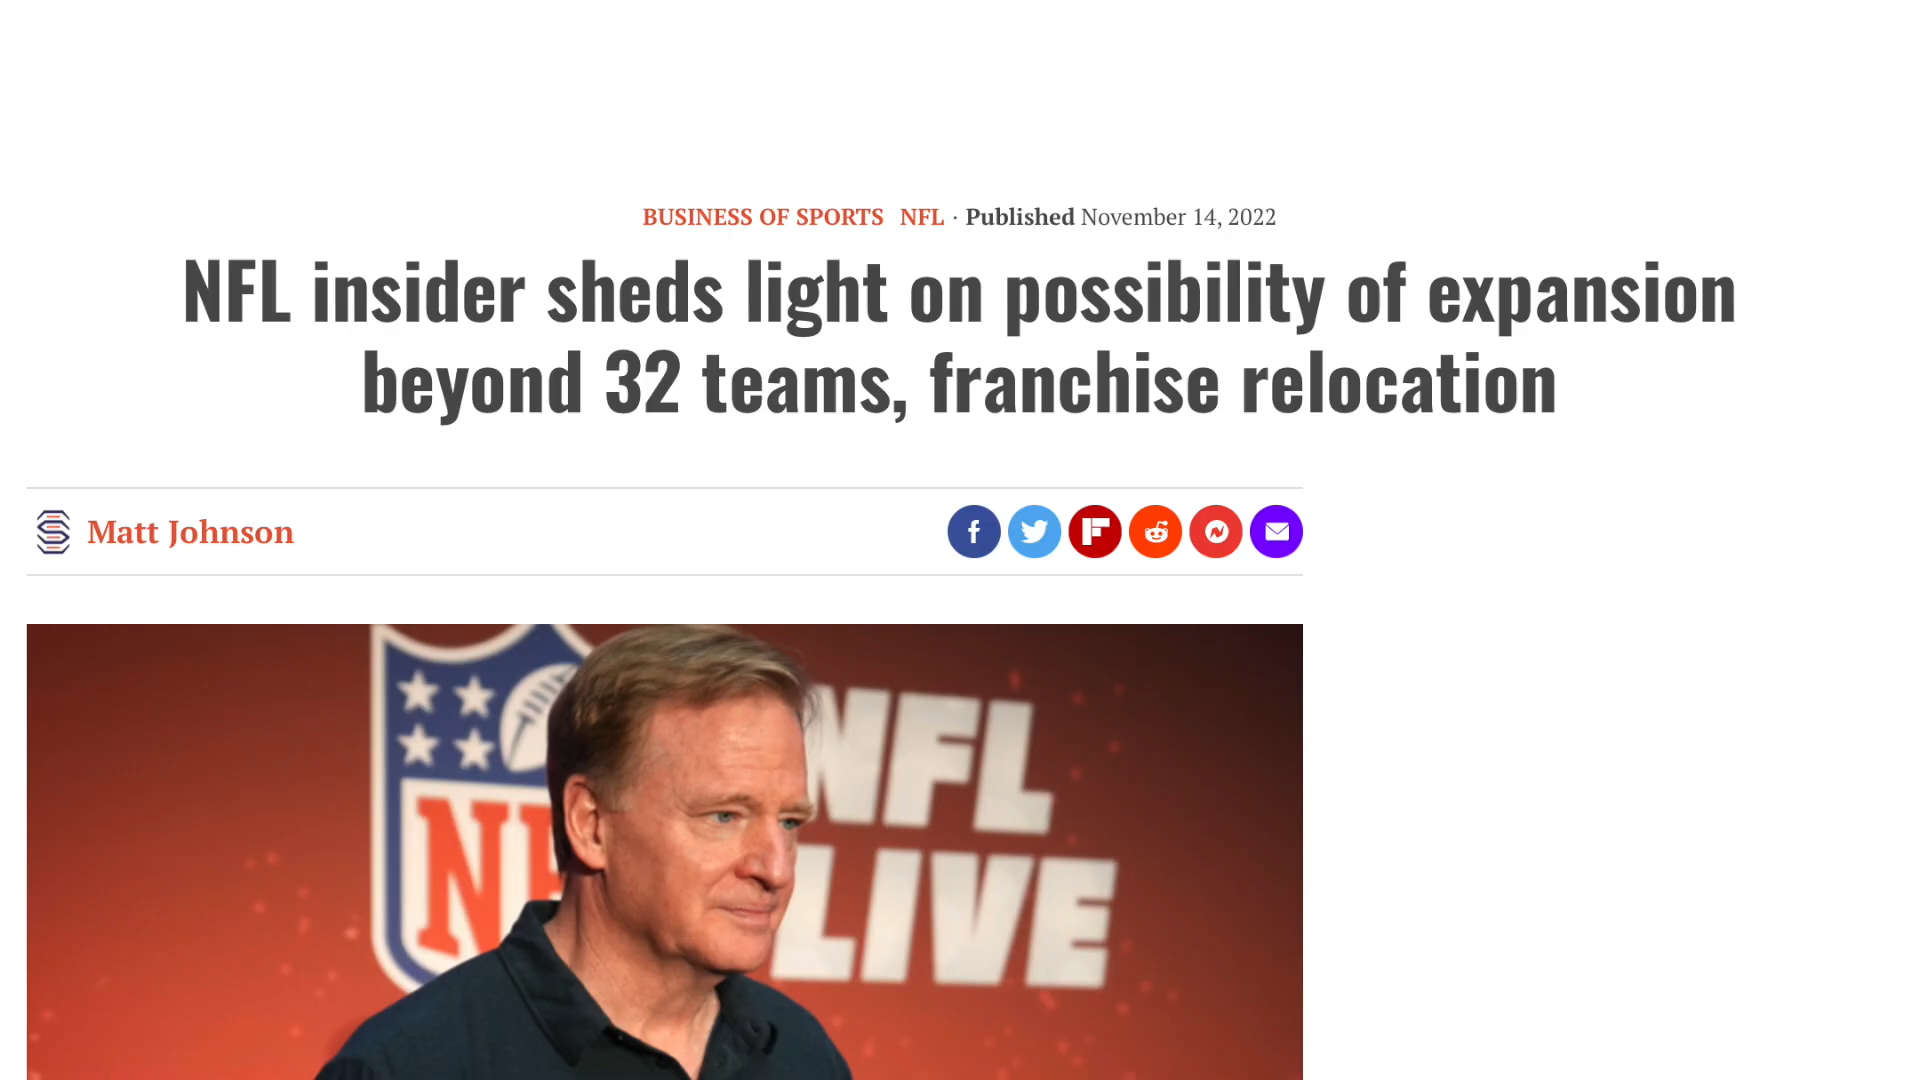 BUSINESS OF SPORTS NFL · Published November 14, 2022
NFL insider sheds light on possibility of expansion
beyond 32 teams, franchise relocation
Matt Johnson
NFL
LIVE